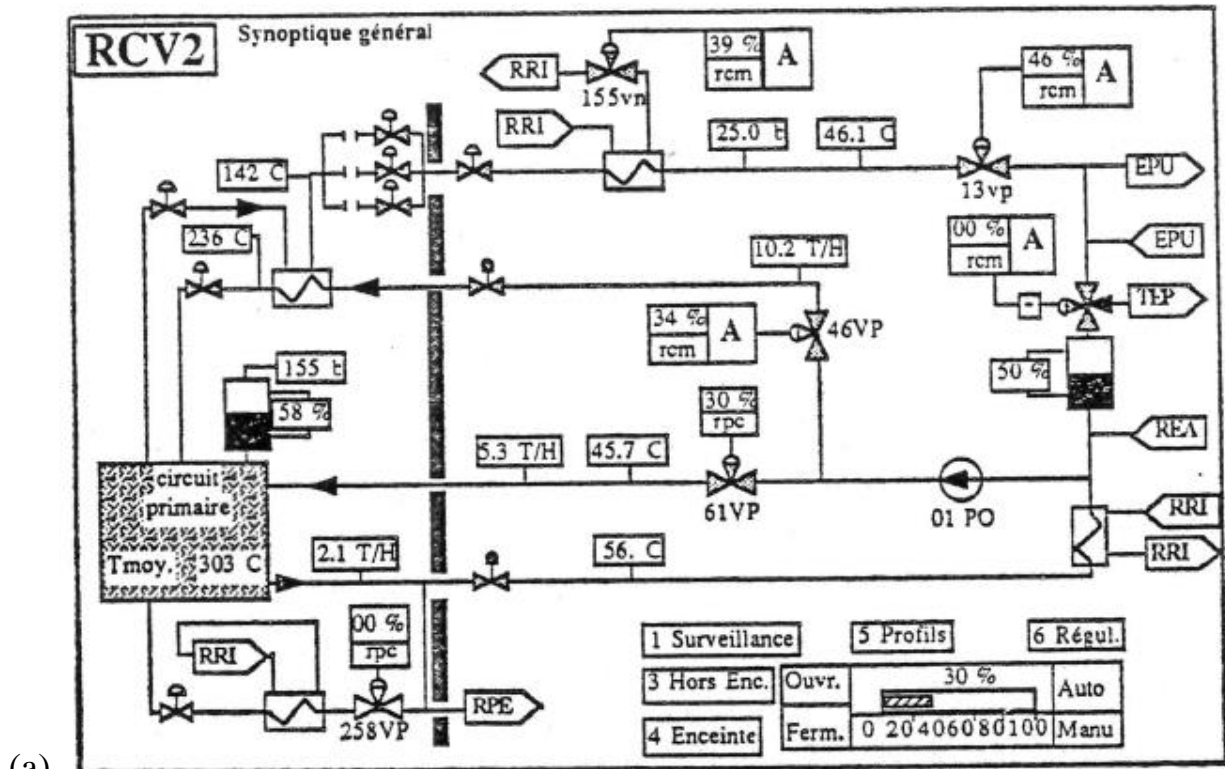 RCV2
Synoptique général
RRI
155vn
39 %
rcm
A
46 %
rcm
A
RRI
142 C
25.0 t
46.1 C
13vp
EPU
236 C
10.2 T/H
00 %
rcm
A
EPU
TEP
34 %
rcm
A
46VP
155 t
58 %
50 %
30 %
rpc
REA
5.3 T/H
45.7 C
circuit
primaire
61VP
01 PO
RRI
Tmoy. 303 C
2.1 T/H
56. C
RRI
00 %
rpc
RRI
258VP
RPE
1 Surveillance
5 Profils
6 Régul.
3 Hors Enc.
Ouvr.
30 %
Auto
4 Enceinte
Ferm.
0 20 40 60 80 100
Manu
(a)